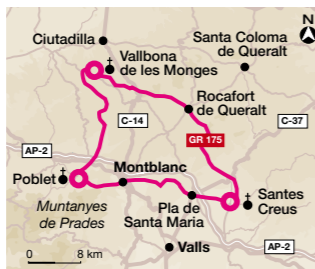 N
Ciutadilla
Santa Coloma
de Queralt
Vallbona
de les Monges
Rocafort
de Queralt
C-14
C-37
GR 175
AP-2
Poblet
Montblanc
Santes
Creus
Muntanyes
de Prades
Pla de
Santa Maria
Valls
AP-2
0 8 km